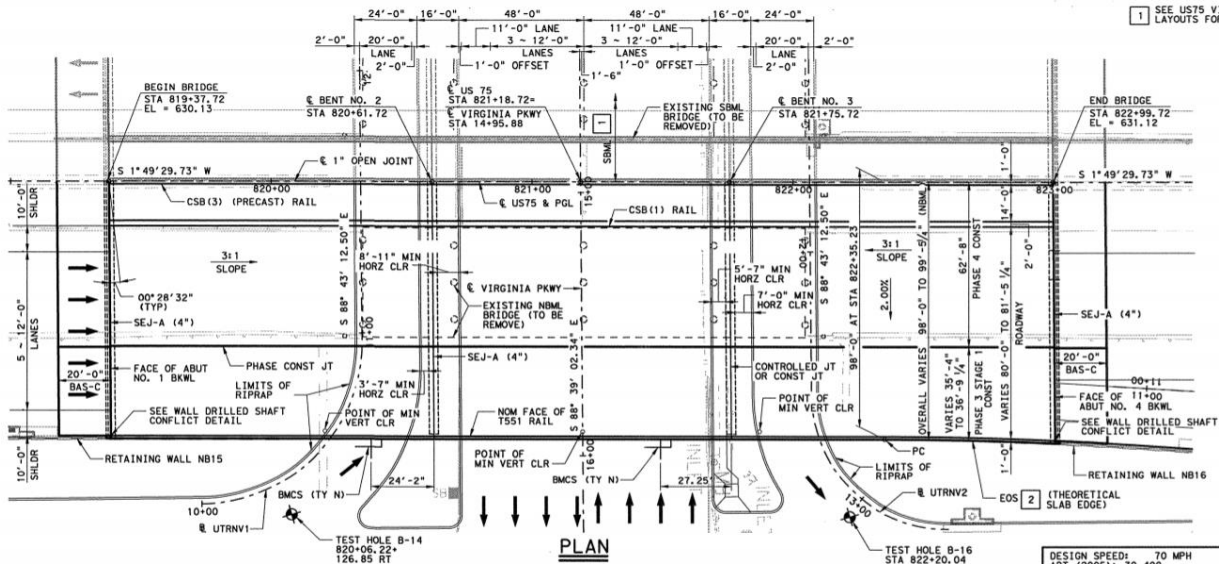 24'-0" 16'-0" 48'-0" 48'-0" 16'-0" 24'-0"
1 SEE US75 V
LAYOUTS FO
11'-0" LANE 11'-0" LANE
2'-0" 20'-0" 3 ~ 12'-0" 3 ~ 12'-0" 20'-0" 2'-0"
LANE LANES LANES LANE
2'-0" 1'-0" OFFSET 1'-0" OFFSET 2'-0"
1'-6"
BEGIN BRIDGE
STA 819+37.72
EL = 630.13
℄ BENT NO. 2
STA 820+61.72
℄ US 75
STA 821+18.72=
℄ VIRGINIA PKWY
STA 14+95.88
EXISTING SBML
BRIDGE (TO BE
REMOVED)
1
SBML
℄ BENT NO. 3
STA 821+75.72
END BRIDGE
STA 822+99.72
EL = 631.12
S 1°49'29.73" W
℄ 1" OPEN JOINT
S 1°49'29.73" W
820+00 821+00 822+00
15+00
CSB(3) (PRECAST) RAIL
℄ US75 & PGL
CSB(1) RAIL
10'-0"
SHLDR
3:1
SLOPE
S 88° 43' 12.50" E
8'-11" MIN
HORZ CLR
℄ VIRGINIA PKWY
5'-7" MIN
HORZ CLR
7'-0" MIN
HORZ CLR
S 88° 43' 12.50" E
12+00
98'-0" AT STA 822+35.23
3:1
SLOPE
2.00%
OVERALL VARIES 98'-0" TO 99'-5¼" (NBML)
62'-8"
PHASE 4 CONST
14'-0"
1'-0"
2'-0"
00°28'32"
(TYP)
SEJ-A (4")
EXISTING NBML
BRIDGE (TO BE
REMOVE)
SEJ-A (4")
5 ~ 12'-0"
LANES
FACE OF ABUT
NO. 1 BKWL
PHASE CONST JT
SEJ-A (4")
CONTROLLED JT
OR CONST JT
VARIES 35'-4"
TO 36'-9 ¼"
PHASE 3 STAGE 1
CONST
VARIES 80'-0" TO 81'-5 ¼"
ROADWAY
20'-0"
BAS-C
LIMITS OF
RIPRAP
3'-7" MIN
HORZ CLR
S 88° 39' 02.34" E
20'-0"
BAS-C
00+11
FACE OF 11+00
ABUT NO. 4 BKWL
SEE WALL DRILLED SHAFT
CONFLICT DETAIL
POINT OF MIN
VERT CLR
NOM FACE OF
T551 RAIL
POINT OF
MIN VERT CLR
SEE WALL DRILLED SHAFT
CONFLICT DETAIL
10'-0"
SHLDR
RETAINING WALL NB15
POINT OF
MIN VERT CLR
16+00
PC
1'-0"
LIMITS OF
RIPRAP
RETAINING WALL NB16
BMCS (TY N)
24'-2"
BMCS (TY N)
27.25'
INLE
10+00
℄ UTRNV1
13+00
℄ UTRNV2
EOS 2 (THEORETICAL
SLAB EDGE)
TEST HOLE B-14
820+06.22+
126.85 RT
PLAN
TEST HOLE B-16
STA 822+20.04
DESIGN SPEED: 70 MPH